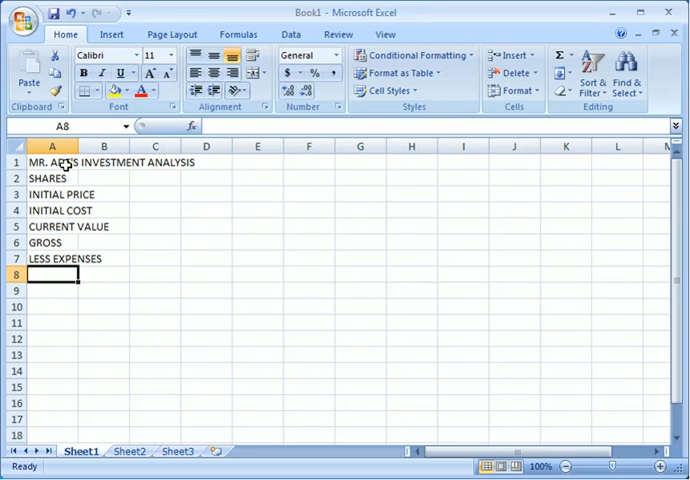 Book1 - Microsoft Excel
Home Insert Page Layout Formulas Data Review View
Paste
Calibri 11
B I U A A
A
General
$ % ,
Conditional Formatting
Format as Table
Cell Styles
Insert
Delete
Format
Σ
Sort & Filter
Find & Select
Clipboard Font Alignment Number Styles Cells Editing
A8 fx
A B C D E F G H I J K L M
1 MR. INVESTMENT ANALYSIS
2 SHARES
3 INITIAL PRICE
4 INITIAL COST
5 CURRENT VALUE
6 GROSS
7 LESS EXPENSES
8
9
10
11
12
13
14
15
16
17
18
Sheet1 Sheet2 Sheet3
Ready 100%